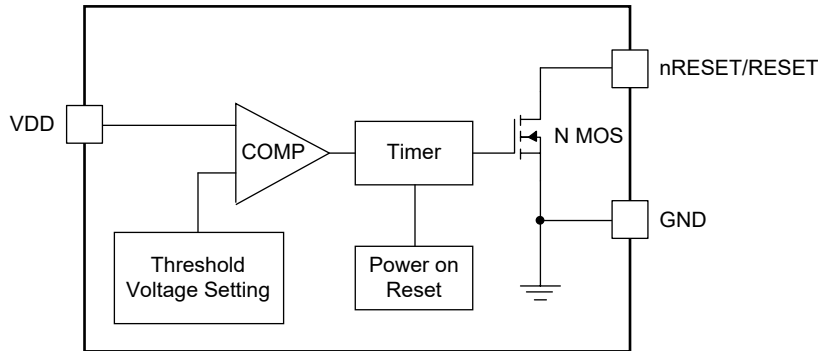 nRESET/RESET
VDD
COMP
Timer
N MOS
GND
Threshold
Voltage Setting
Power on
Reset